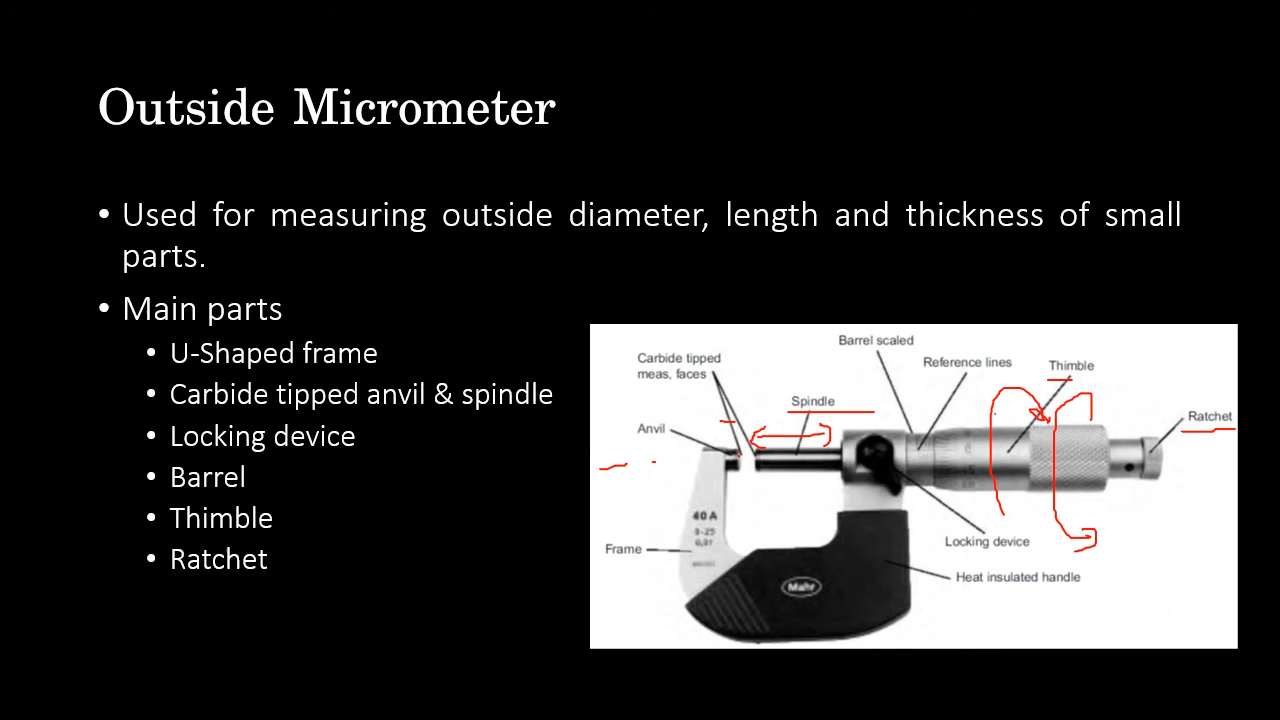 Outside Micrometer
• Used for measuring outside diameter, length and thickness of small
parts.
• Main parts
• U-Shaped frame
• Carbide tipped anvil & spindle
• Locking device
• Barrel
• Thimble
• Ratchet
Barrel scaled
Carbide tipped
meas, faces
Reference lines
Thimble
Spindle
Ratchet
Anvil
40 A
0-25
0,01
Locking device
Frame
Heat insulated handle
Mahr